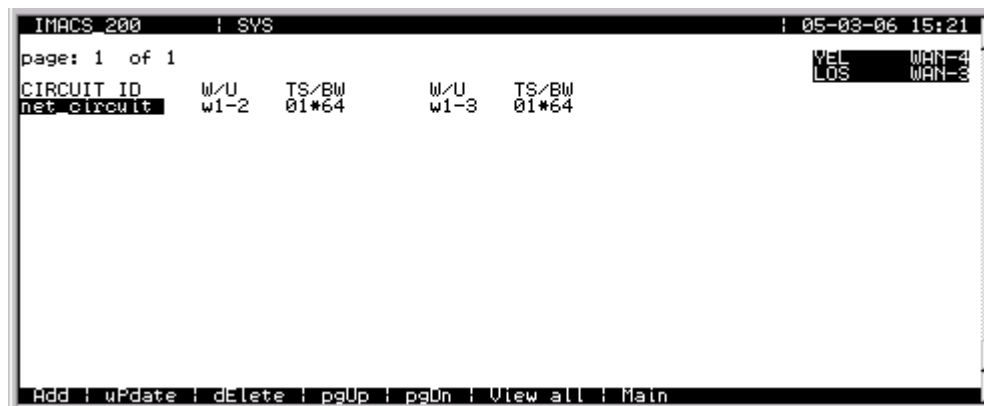 IMACS_200 ¦ SYS ¦ 05-03-06 15:21
page: 1 of 1 YEL WAN-4
LOS WAN-3
CIRCUIT ID W/U TS/BW W/U TS/BW
net_circuit w1-2 01*64 w1-3 01*64
Add ¦ uPdate ¦ dElete ¦ pgUp ¦ pgDn ¦ View all ¦ Main